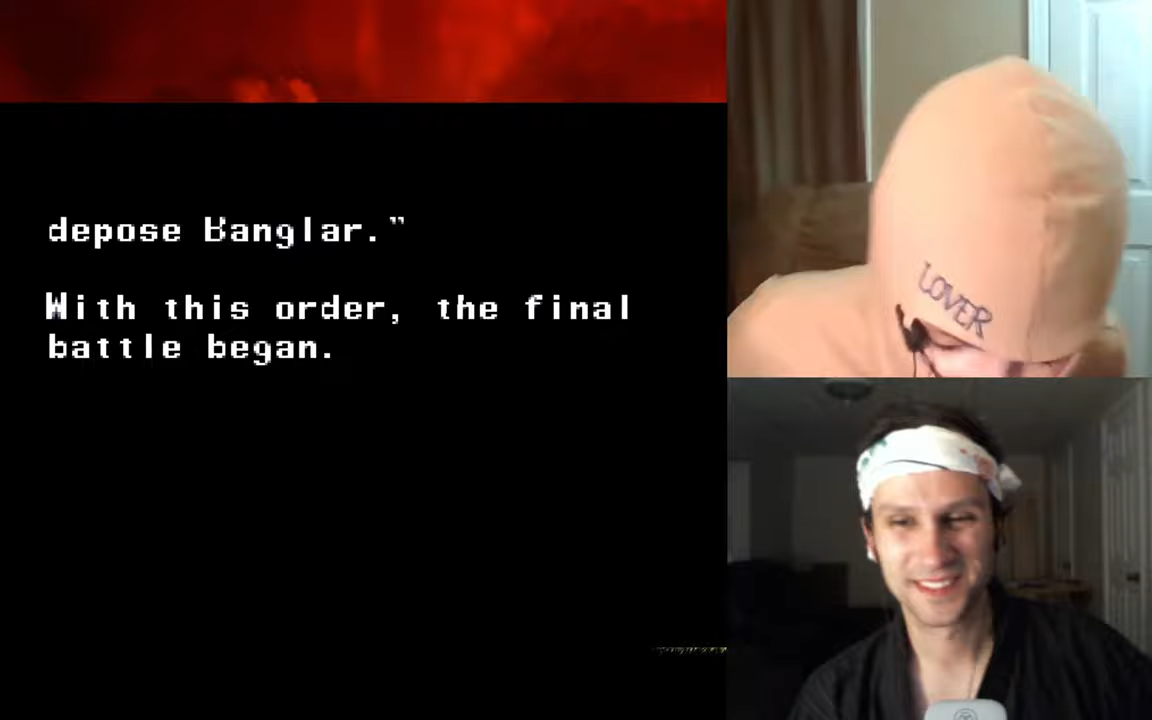 depose Banglar."
With this order, the final
battle began.
LOVER